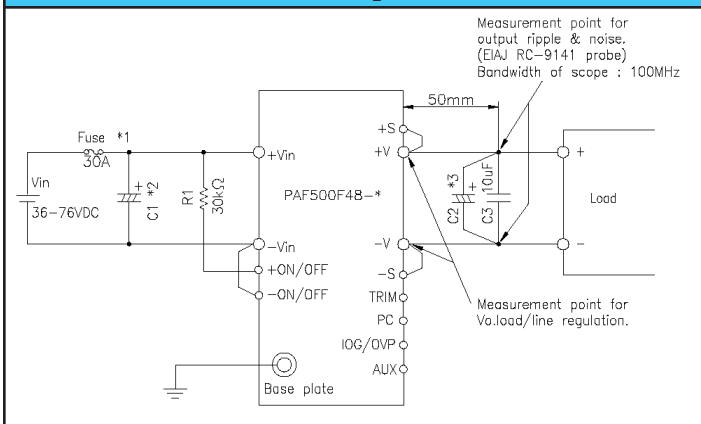 Measurement point for
output ripple & noise.
(EIAJ RC-9141 probe)
Bandwidth of scope : 100MHz
50mm
Fuse *1
30A
+S
+V
+Vin
+
Vin
36-76VDC
+
C1 *2
R1
30kΩ
PAF500F48-*
C2 *3
+
C3 10uF
Load
-Vin
-V
-
+ON/OFF
-S
-ON/OFF
TRIM
PC
IOG/OVP
AUX
Measurement point for
Vo.load/line regulation.
Base plate